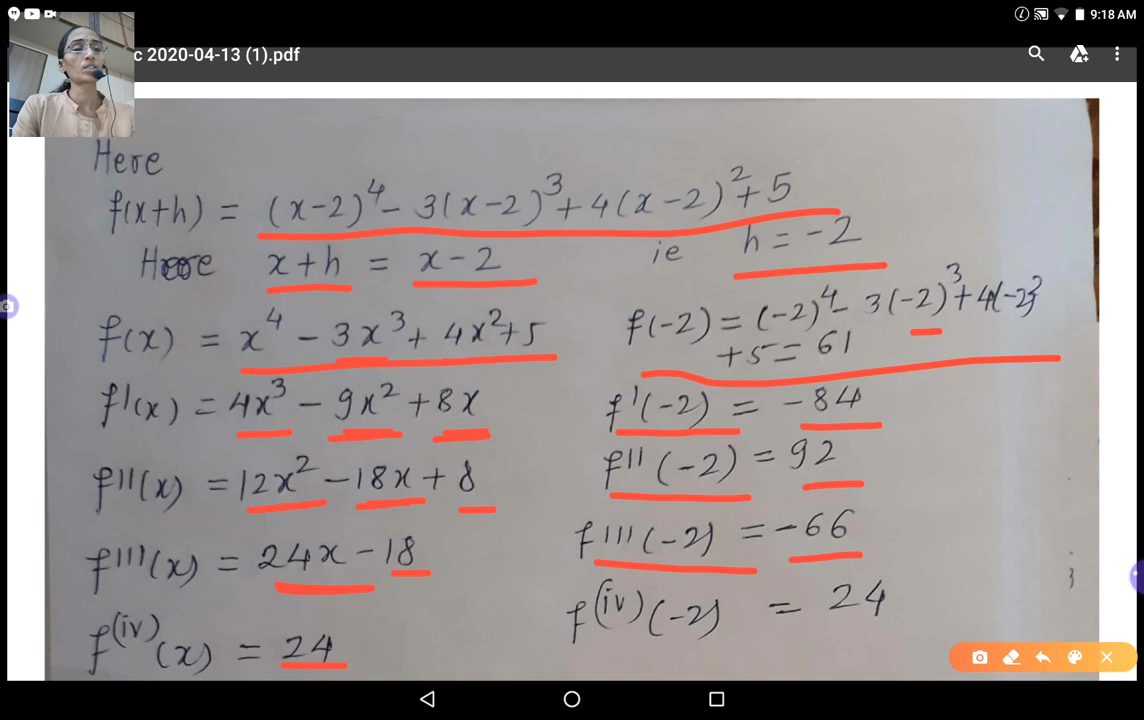 9:18 AM
c 2020-04-13 (1).pdf
Here
f(x+h) = (x-2)⁴ - 3(x-2)³ + 4(x-2)² + 5
Here x+h = x-2 ie h = -2
f(x) = x⁴ - 3x³ + 4x² + 5
f(-2) = (-2)⁴ - 3(-2)³ + 4(-2)²
+5 = 61
f'(x) = 4x³ - 9x² + 8x
f'(-2) = -84
f''(x) = 12x² - 18x + 8
f''(-2) = 92
f'''(x) = 24x - 18
f'''(-2) = -66
f⁽ⁱᵛ⁾(x) = 24
f⁽ⁱᵛ⁾(-2) = 24